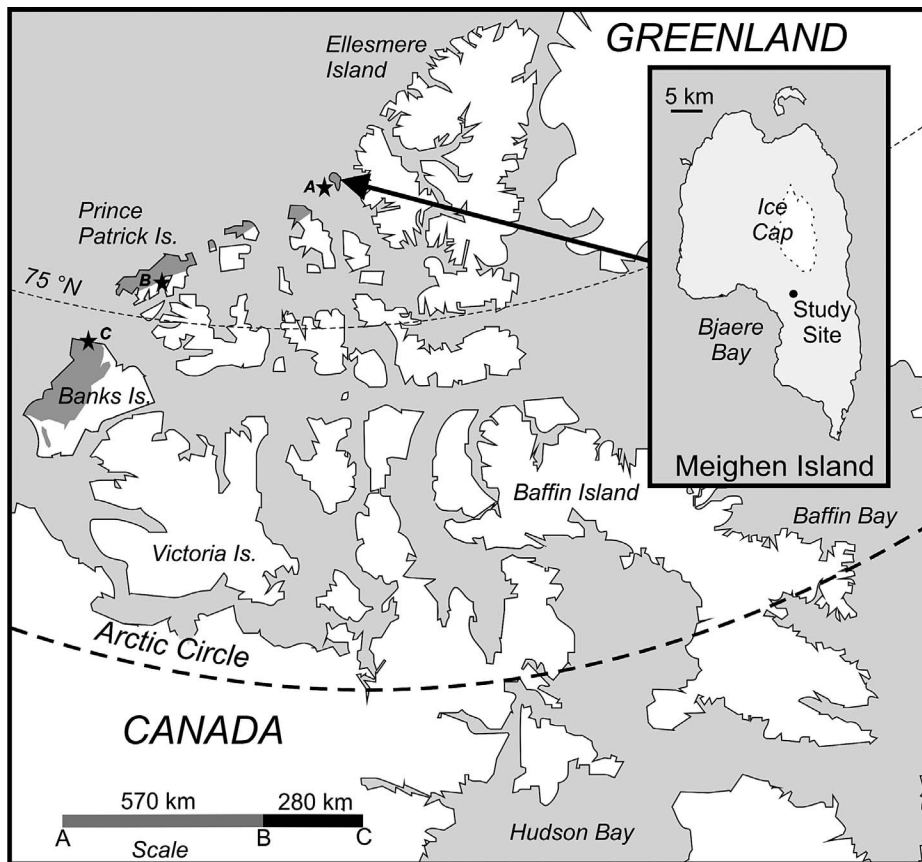 GREENLAND
Ellesmere
Island
5 km
A
Prince
Patrick Is.
Ice
Cap
B
75 °N
Study
Site
C
Bjaere
Bay
Banks Is.
Meighen Island
Baffin Island
Baffin Bay
Victoria Is.
Arctic Circle
CANADA
570 km 280 km
A B C
Scale
Hudson Bay